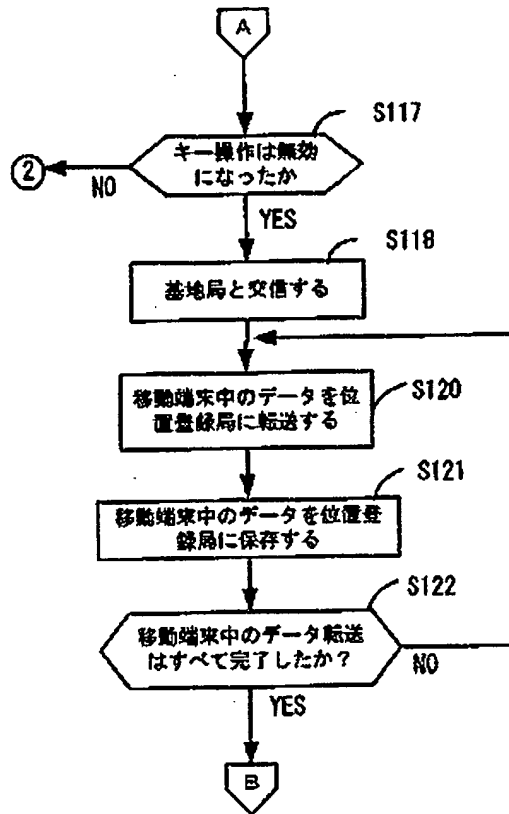 A
S117
キー操作は無効
になったか
2
NO
YES
S118
基地局と交信する
移動端末中のデータを位
置登録局に転送する
S120
S121
移動端末中のデータを位置登
録局に保存する
S122
移動端末中のデータ転送
はすべて完了したか?
NO
YES
B